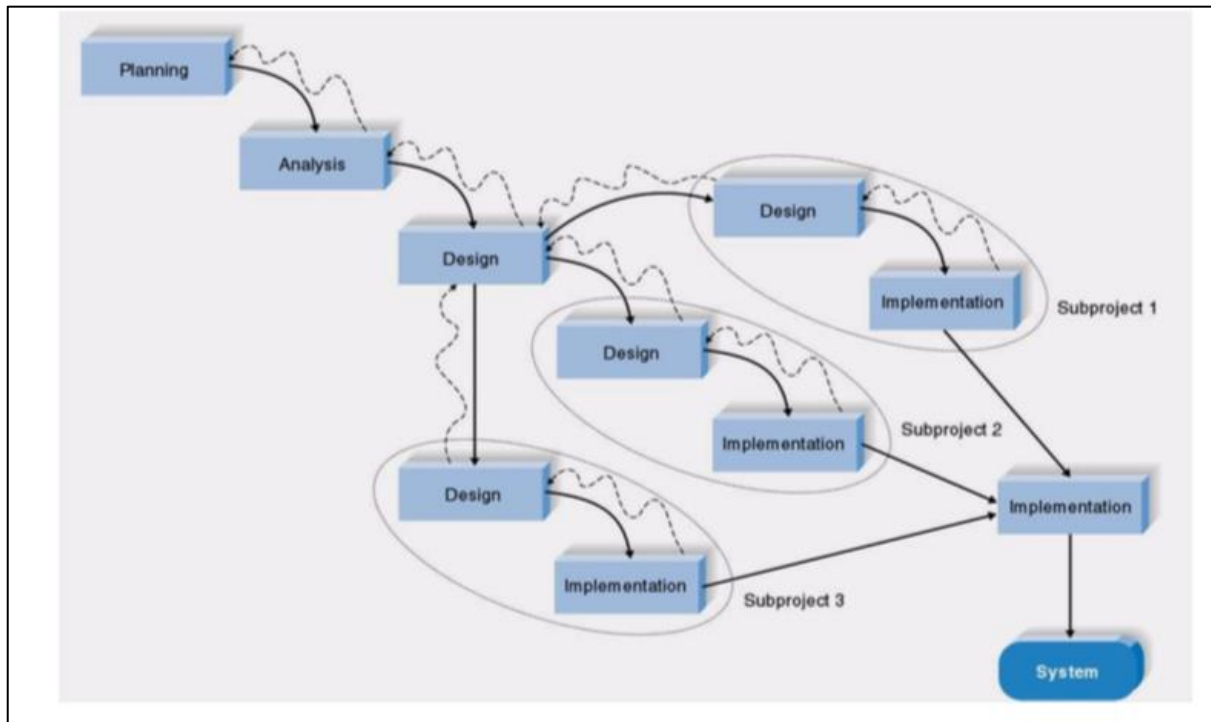 Planning
Analysis
Design
Design
Implementation
Subproject 1
Design
Implementation
Subproject 2
Design
Implementation
Subproject 3
Implementation
System